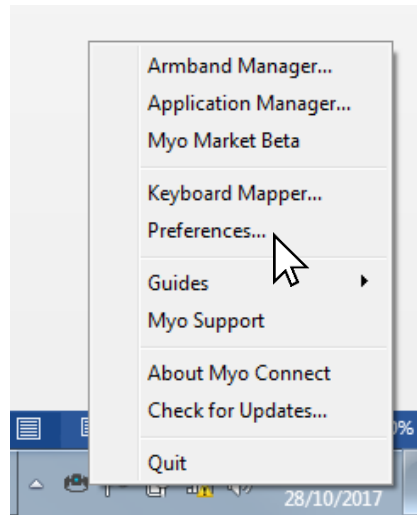 Armband Manager...
Application Manager...
Myo Market Beta
Keyboard Mapper...
Preferences...
Guides
Myo Support
About Myo Connect
Check for Updates...
Quit
%
28/10/2017